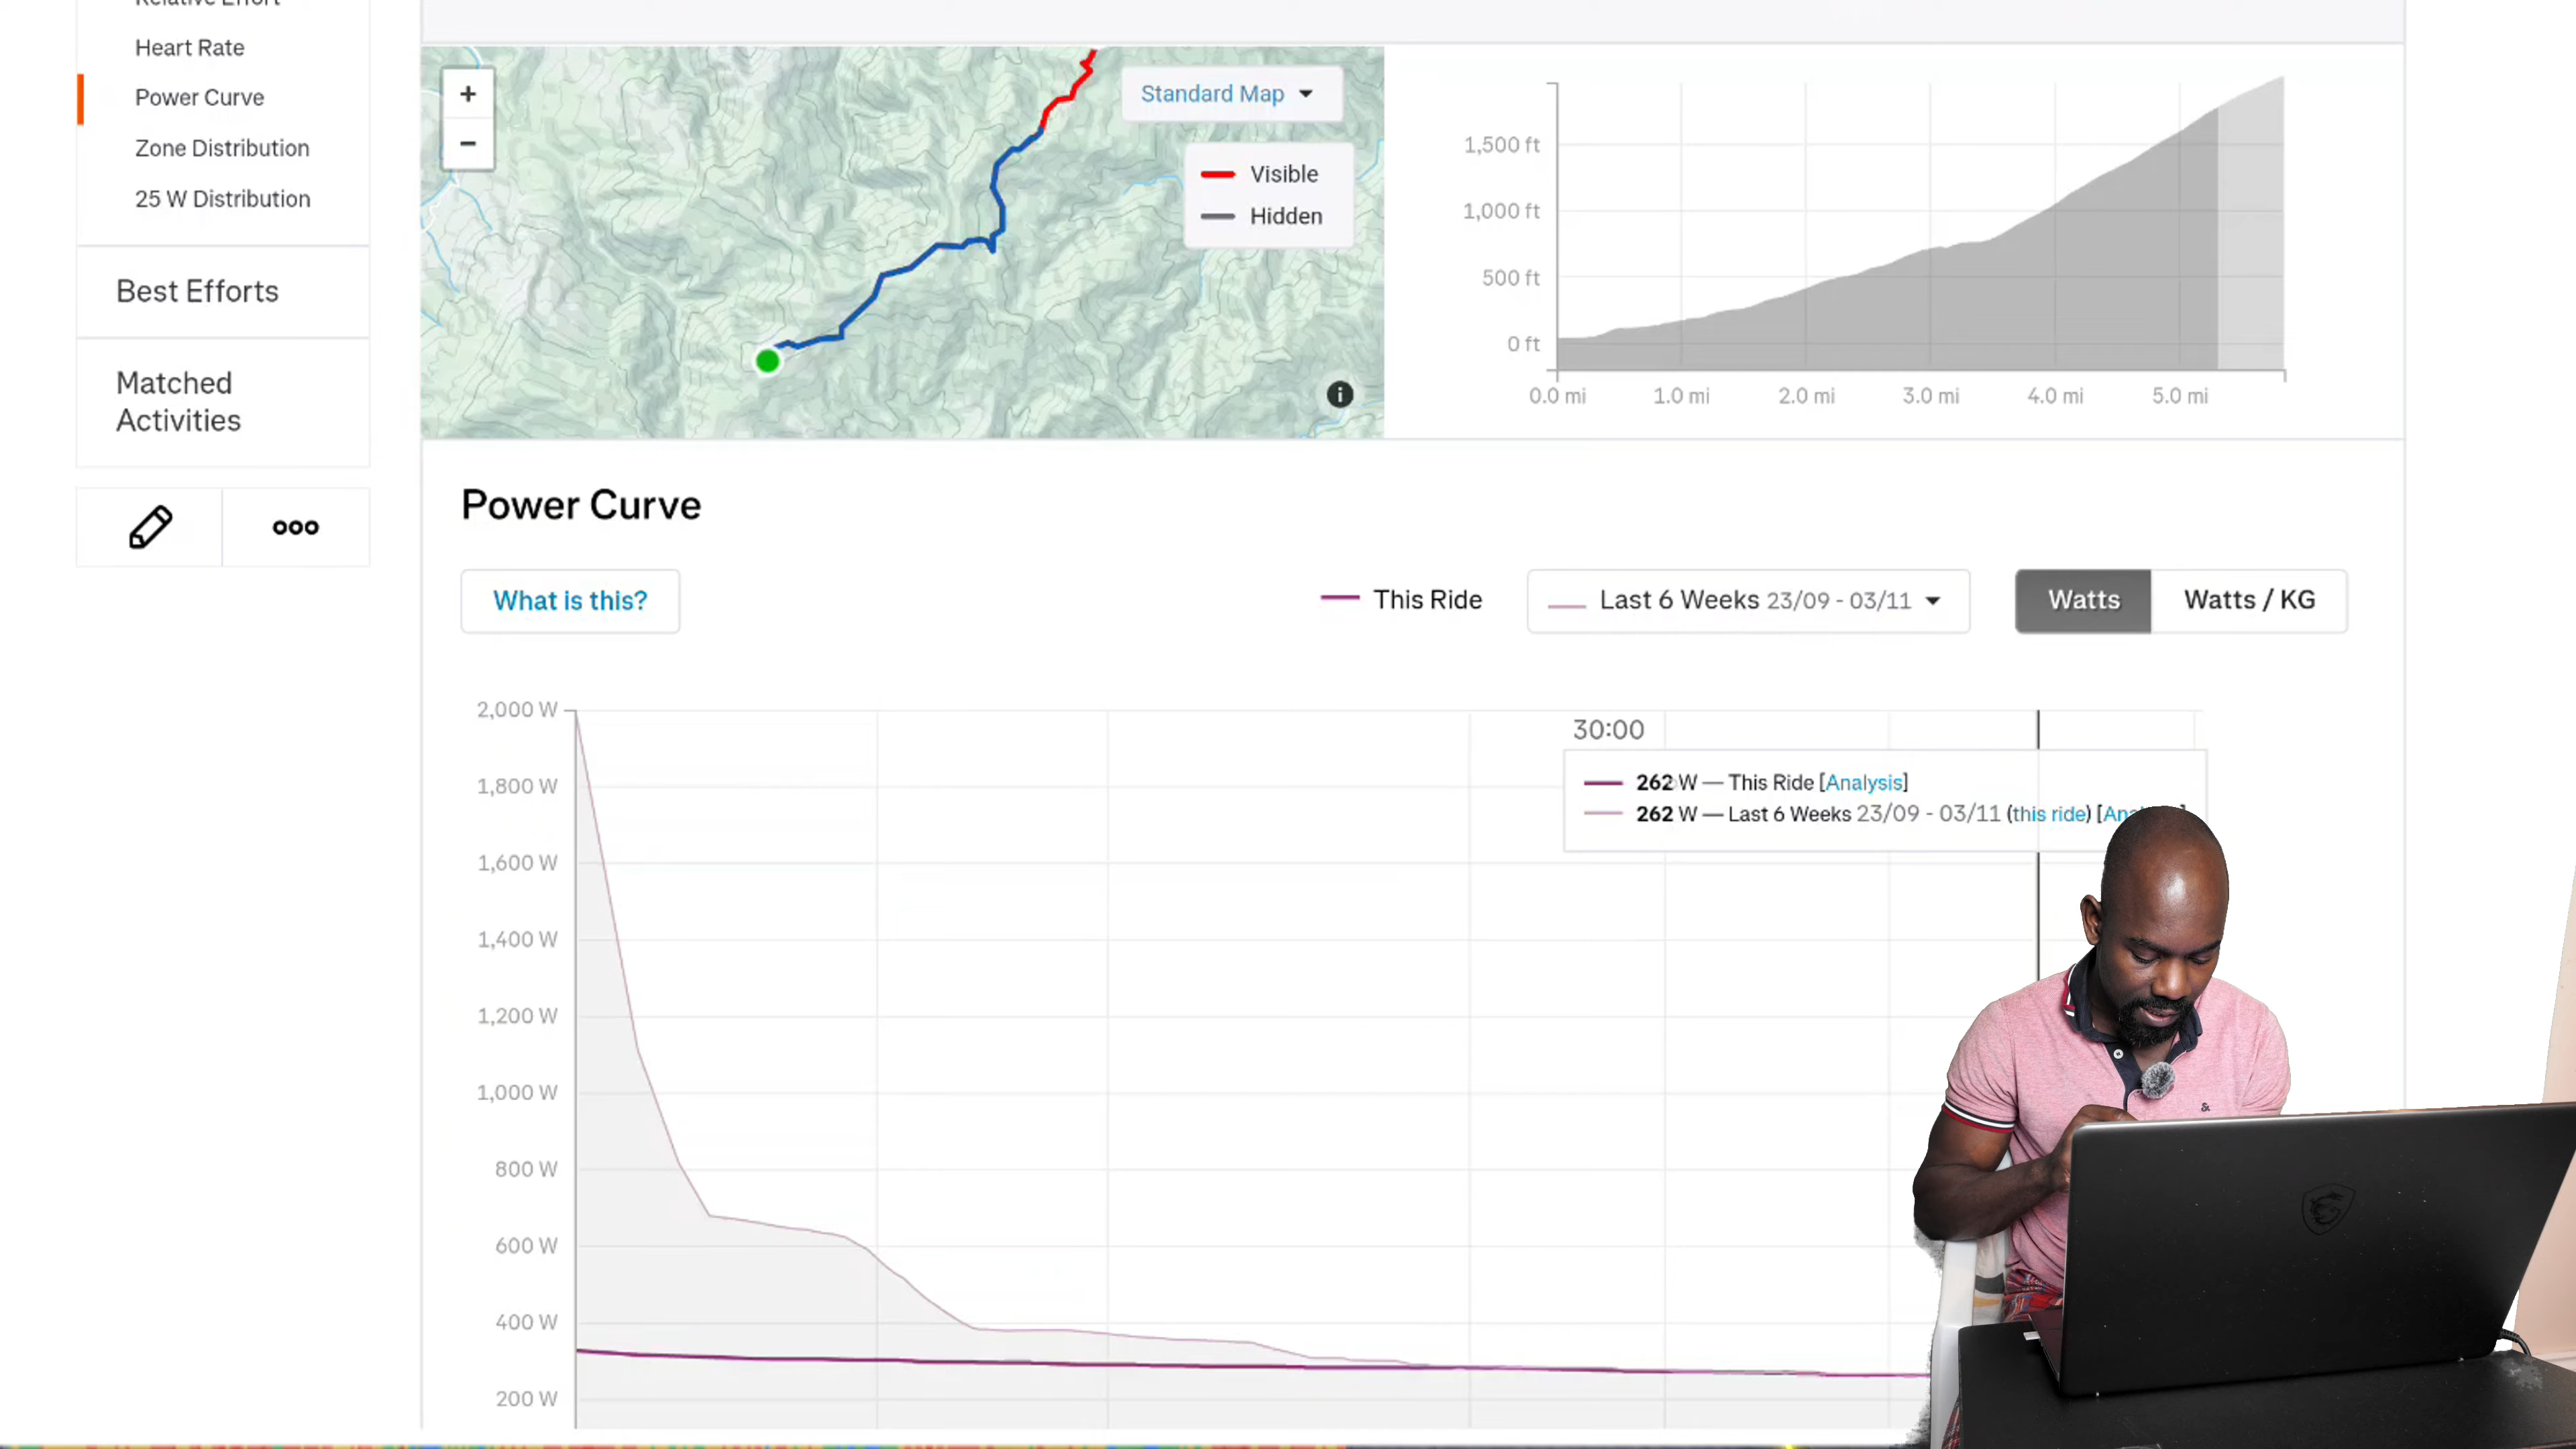 Relative Effort
Heart Rate
Power Curve
Zone Distribution
25 W Distribution
Best Efforts
Matched
Activities
+
−
Standard Map
Visible
Hidden
1,500 ft
1,000 ft
500 ft
0 ft
0.0 mi 1.0 mi 2.0 mi 3.0 mi 4.0 mi 5.0 mi
Power Curve
What is this?
This Ride
Last 6 Weeks 23/09 - 03/11
Watts
Watts / KG
30:00
262 W — This Ride [Analysis]
262 W — Last 6 Weeks 23/09 - 03/11 (this ride)
2,000 W
1,800 W
1,600 W
1,400 W
1,200 W
1,000 W
800 W
600 W
400 W
200 W